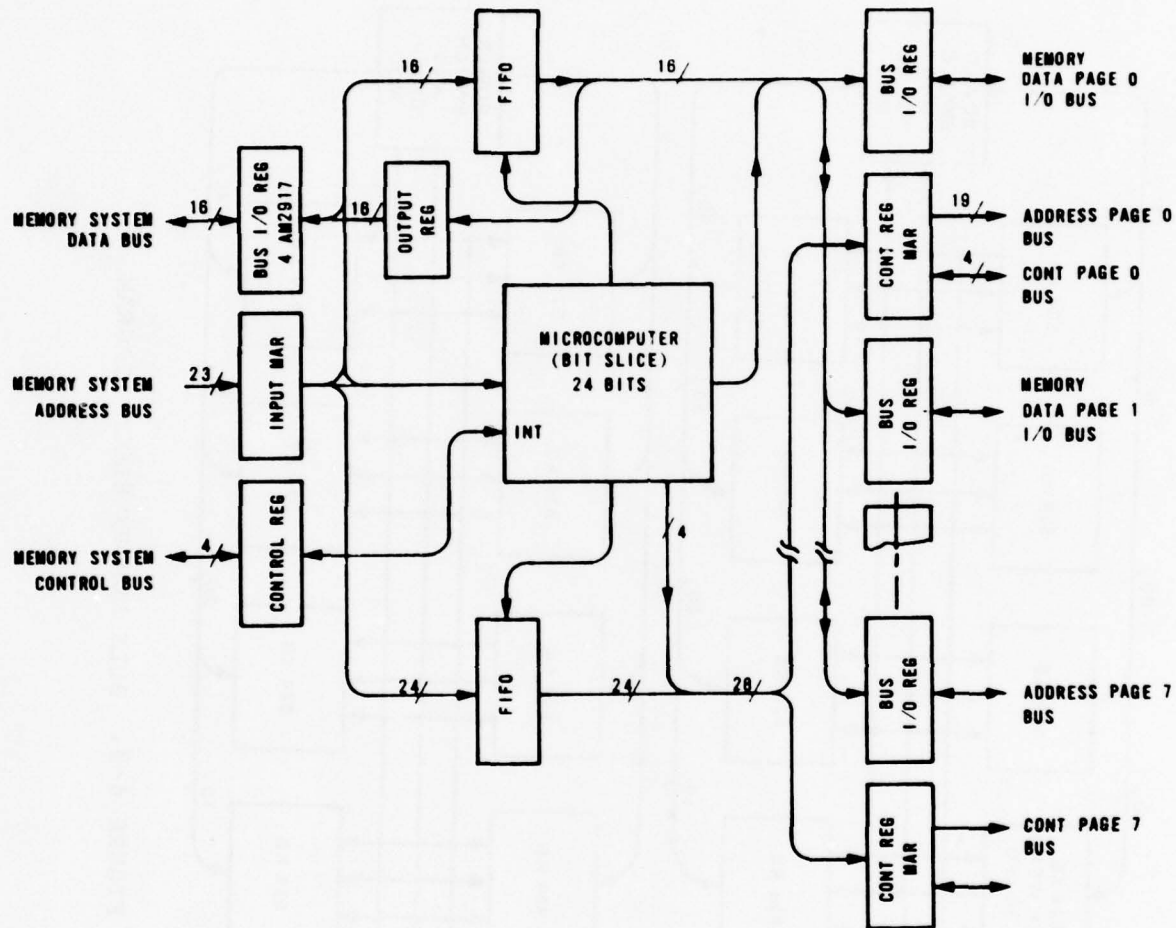 16
FIFO
16
BUS
I/O REG
MEMORY
DATA PAGE 0
I/O BUS
MEMORY SYSTEM
DATA BUS
16
BUS I/O REG
4 AM2917
16
OUTPUT
REG
CONT REG
MAR
19
ADDRESS PAGE 0
BUS
4
CONT PAGE 0
BUS
MICROCOMPUTER
(BIT SLICE)
24 BITS
INT
MEMORY SYSTEM
ADDRESS BUS
23
INPUT MAR
BUS
I/O REG
MEMORY
DATA PAGE 1
I/O BUS
MEMORY SYSTEM
CONTROL BUS
4
CONTROL REG
4
24
FIFO
24
28
BUS
I/O REG
ADDRESS PAGE 7
BUS
CONT REG
MAR
CONT PAGE 7
BUS